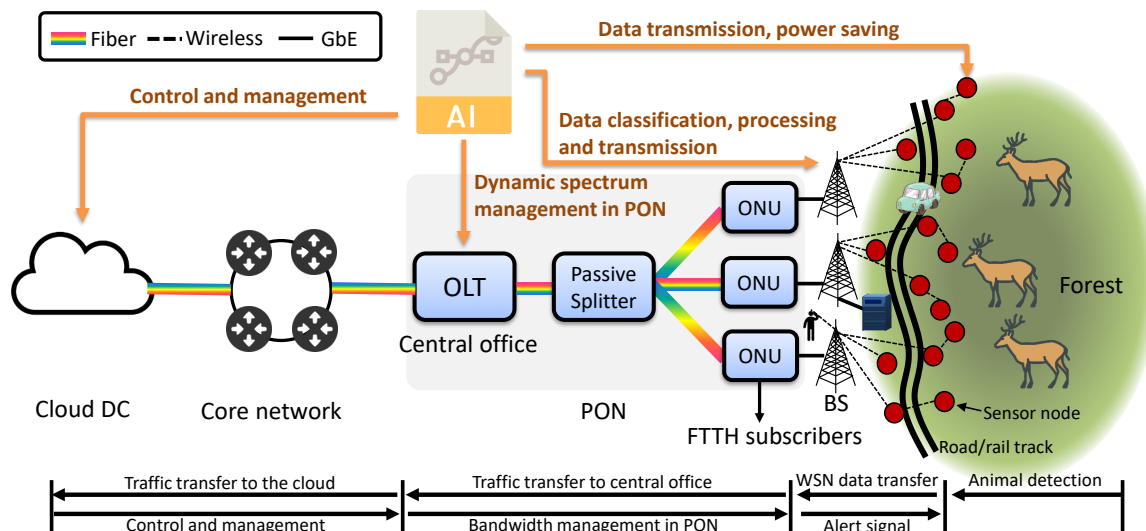 Fiber
Wireless
GbE
AI
Data transmission, power saving
Control and management
Data classification, processing
and transmission
Dynamic spectrum
management in PON
ONU
OLT
Passive
Splitter
ONU
Forest
Central office
ONU
Cloud DC
Core network
PON
BS
Sensor node
FTTH subscribers
Road/rail track
Traffic transfer to the cloud
Traffic transfer to central office
WSN data transfer
Animal detection
Control and management
Bandwidth management in PON
Alert signal